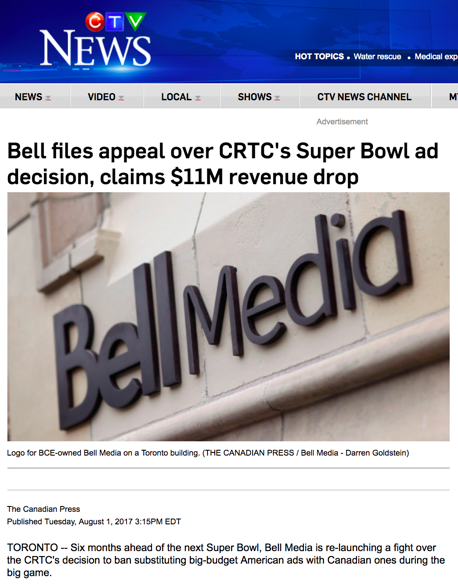 CTV
NEWS
HOT TOPICS • Water rescue • Medical exp
NEWS
VIDEO
LOCAL
SHOWS
CTV NEWS CHANNEL
M
Advertisement
Bell files appeal over CRTC's Super Bowl ad
decision, claims $11M revenue drop
Bell Media
Logo for BCE-owned Bell Media on a Toronto building. (THE CANADIAN PRESS / Bell Media - Darren Goldstein)
The Canadian Press
Published Tuesday, August 1, 2017 3:15PM EDT
TORONTO -- Six months ahead of the next Super Bowl, Bell Media is re-launching a fight over
the CRTC's decision to ban substituting big-budget American ads with Canadian ones during the
big game.